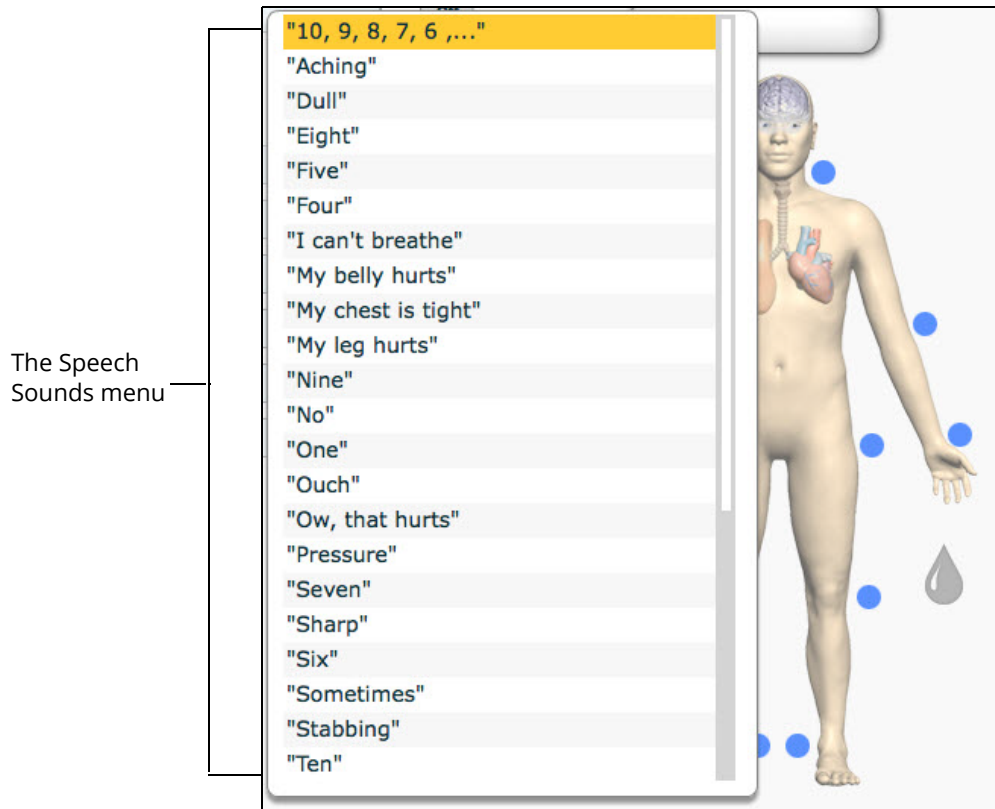 "10, 9, 8, 7, 6 ,..."
"Aching"
"Dull"
"Eight"
"Five"
"Four"
"I can't breathe"
"My belly hurts"
"My chest is tight"
"My leg hurts"
The Speech
Sounds menu
"Nine"
"No"
"One"
"Ouch"
"Ow, that hurts"
"Pressure"
"Seven"
"Sharp"
"Six"
"Sometimes"
"Stabbing"
"Ten"